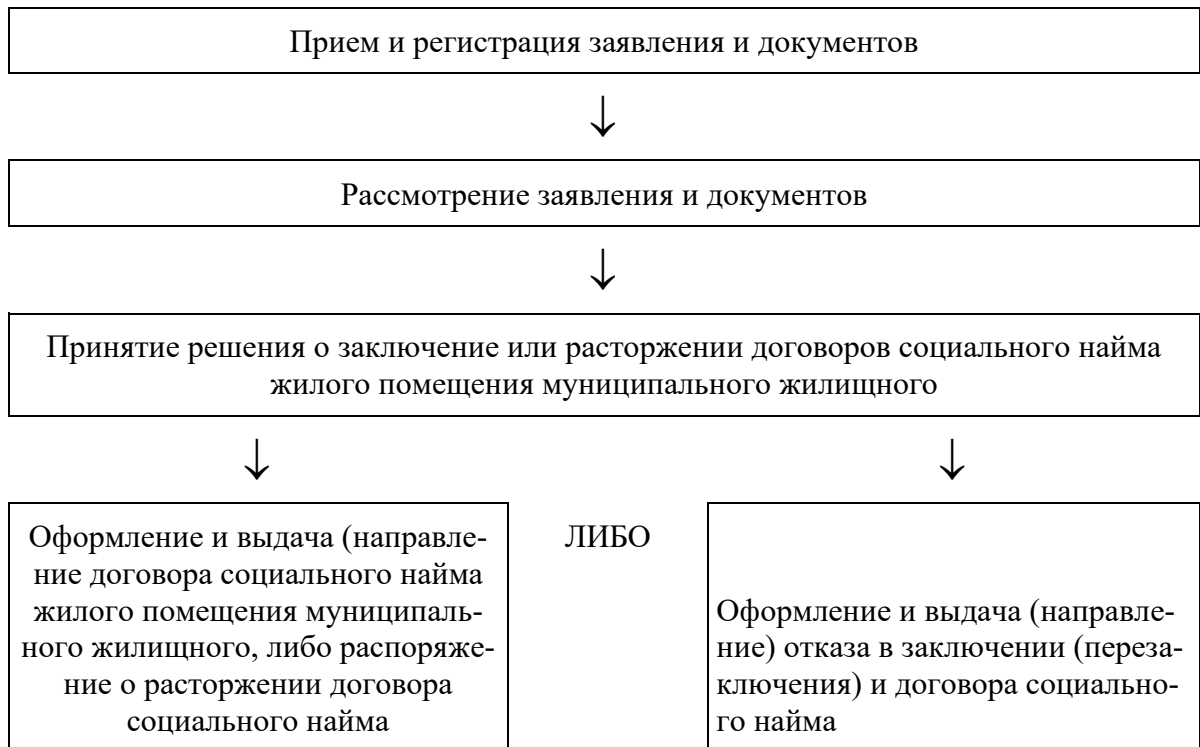 Прием и регистрация заявления и документов
↓
Рассмотрение заявления и документов
↓
Принятие решения о заключение или расторжении договоров социального найма
жилого помещения муниципального жилищного
↓ ↓
Оформление и выдача (направле-
ние договора социального найма
жилого помещения муниципаль-
ного жилищного, либо распоряже-
ние о расторжении договора
социального найма
ЛИБО
Оформление и выдача (направле-
ние) отказа в заключении (переза-
ключения) и договора социально-
го найма